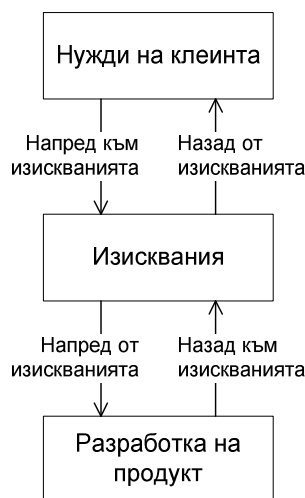 Нужди на клеинта
Напред към
изискванията
Назад от
изискванията
Изисквания
Напред от
изискванията
Назад към
изискванията
Разработка на
продукт